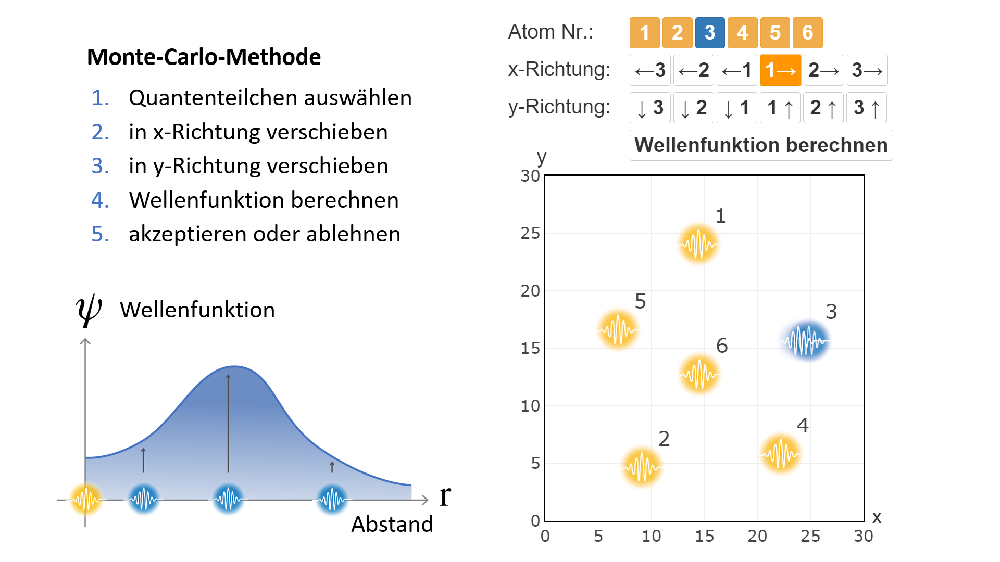 Monte-Carlo-Methode
1. Quantenteilchen auswählen
2. in x-Richtung verschieben
3. in y-Richtung verschieben
4. Wellenfunktion berechnen
5. akzeptieren oder ablehnen
ψ Wellenfunktion
r
Abstand
Atom Nr.: 1 2 3 4 5 6
x-Richtung: ←3 ←2 ←1 1→ 2→ 3→
y-Richtung: ↓3 ↓2 ↓1 1↑ 2↑ 3↑
Wellenfunktion berechnen
y
30
1
25
20
5
3
6
15
10
4
2
5
0
x
0 5 10 15 20 25 30